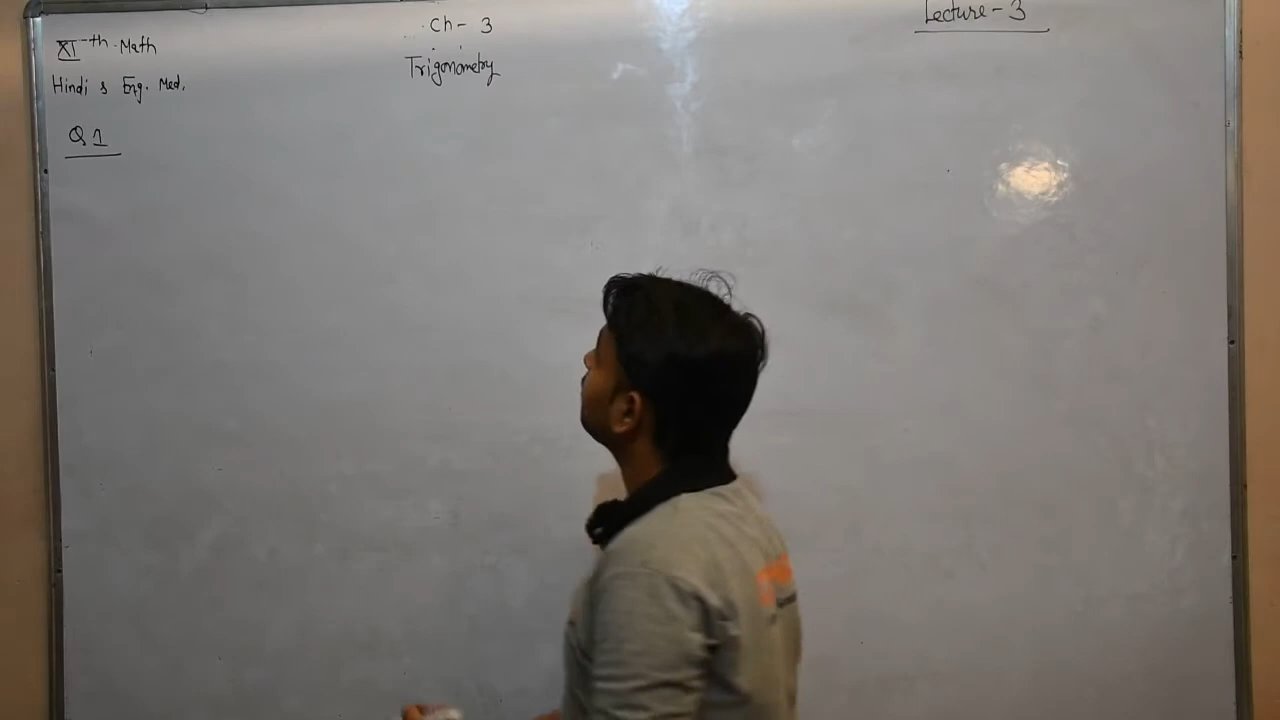 XI-th Math
Hindi & Eng. Med.
Ch - 3
Trigonometry
Lecture - 3
Q 1